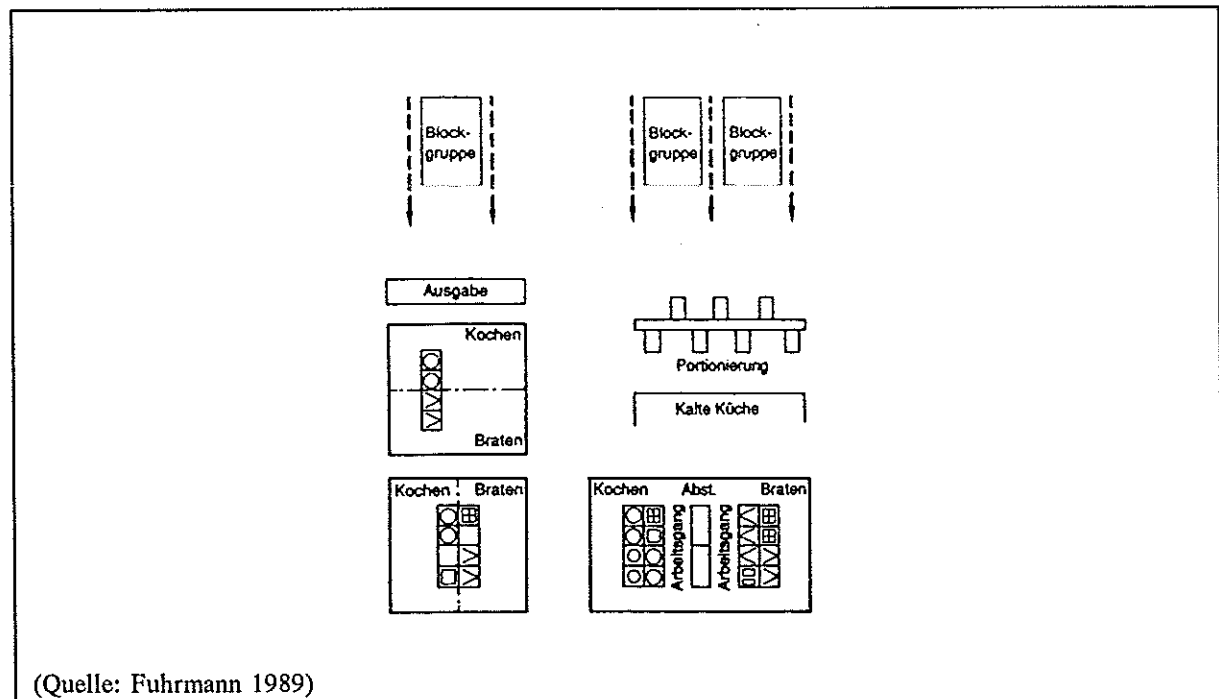 Block-
gruppe
Block-
gruppe
Block-
gruppe
Ausgabe
Kochen
Braten
Portionierung
Kalte Küche
Kochen
Braten
Kochen
Abst.
Braten
Arbeitsgang
Arbeitsgang
(Quelle: Fuhrmann 1989)